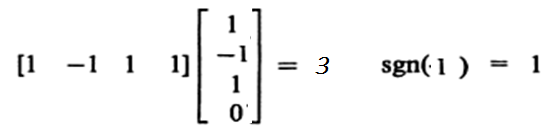 [1 −1 1 1] [1 −1 1 0] = 3 sgn(1) = 1